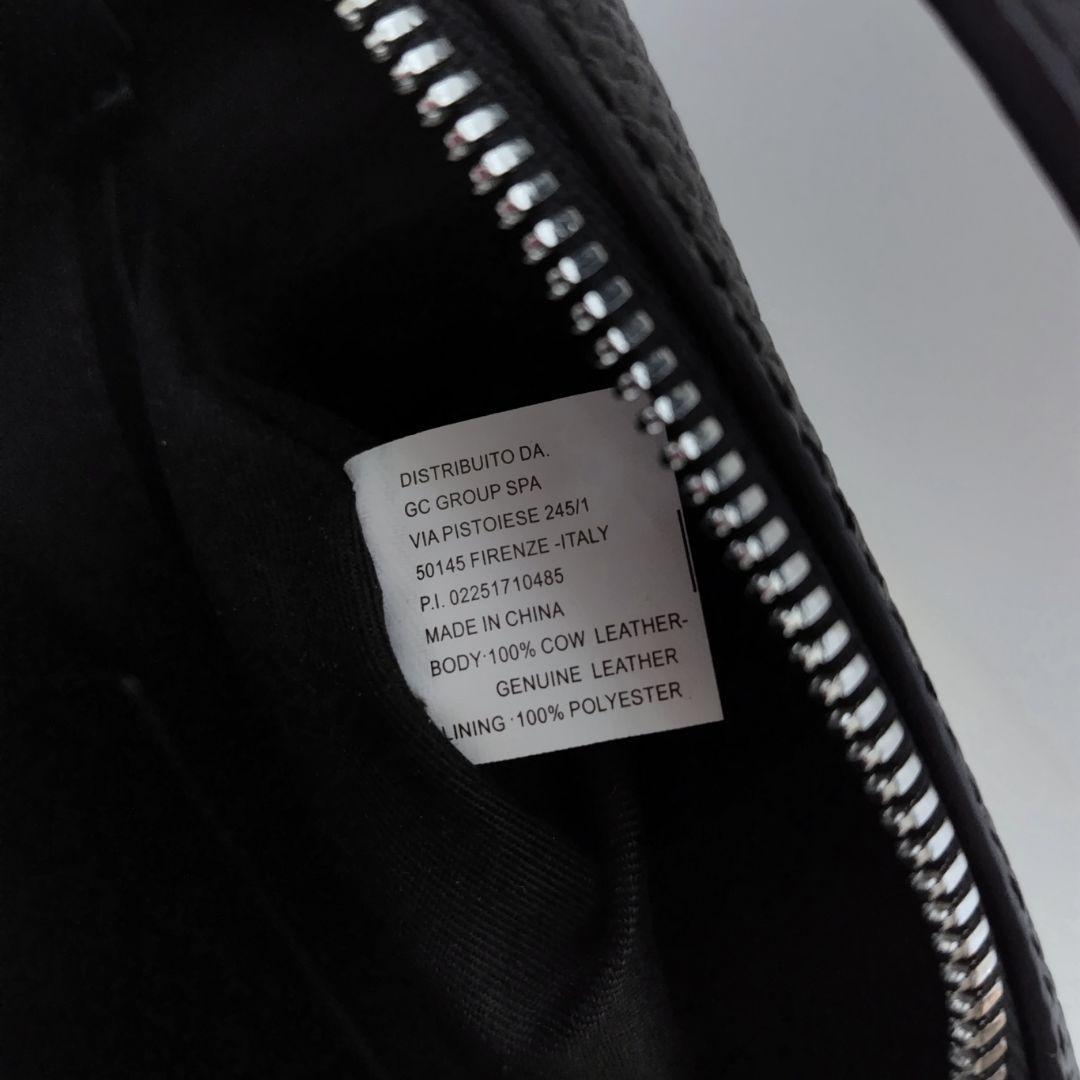 DISTRIBUITO DA.
GC GROUP SPA
VIA PISTOIESE 245/1
50145 FIRENZE -ITALY
P.I. 02251710485
MADE IN CHINA
BODY·100% COW LEATHER-
GENUINE LEATHER
LINING ·100% POLYESTER